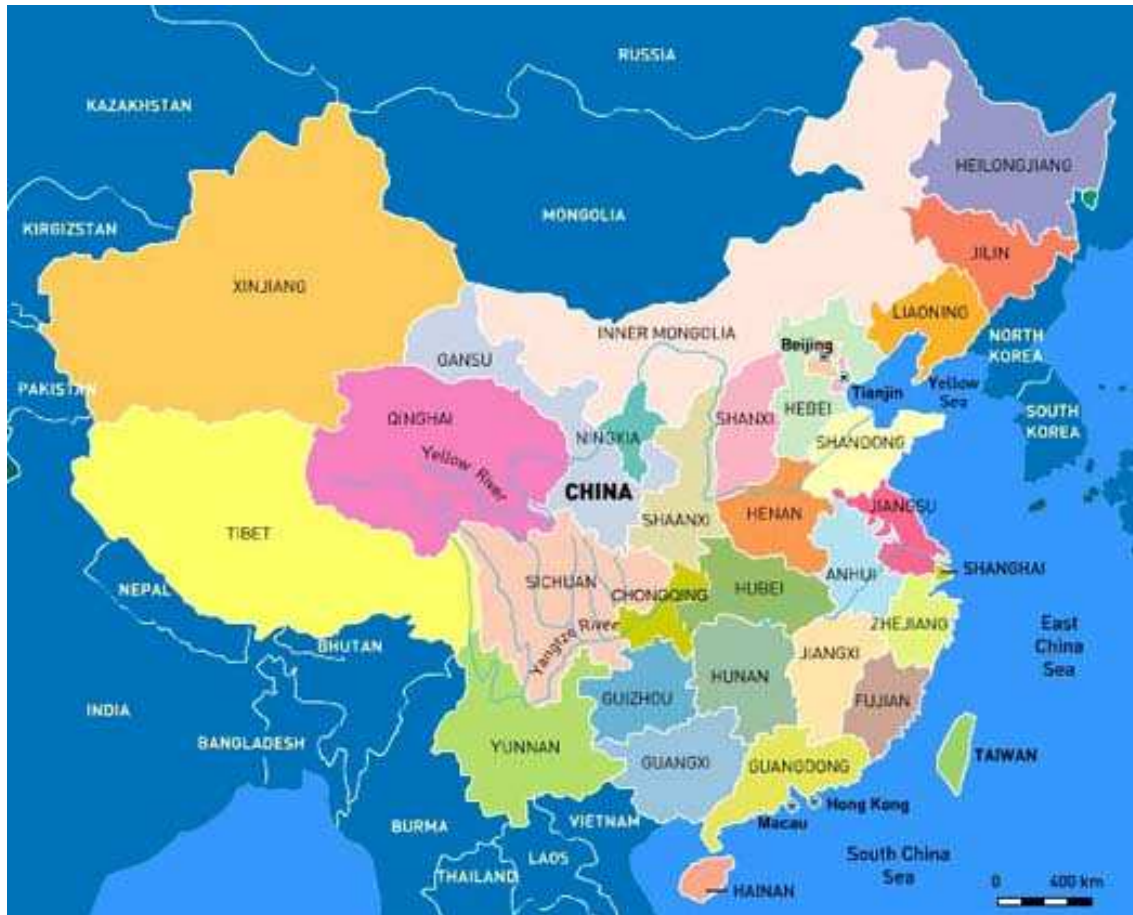 RUSSIA
KAZAKHSTAN
HEILONGJIANG
MONGOLIA
KIRGIZSTAN
JILIN
XINJIANG
LIAONING
INNER MONGOLIA
NORTH
KOREA
Beijing
GANSU
PAKISTAN
Tianjin
Yellow
Sea
QINGHAI
NINGXIA
SHANXI
HEBEI
SOUTH
KOREA
SHANDONG
Yellow River
CHINA
JIANGSU
HENAN
SHAANXI
TIBET
SHANGHAI
ANHUI
SICHUAN
CHONGQING
HUBEI
NEPAL
ZHEJIANG
East
China
Sea
Yangtze River
BHUTAN
JIANGXI
HUNAN
GUIZHOU
FUJIAN
INDIA
BANGLADESH
YUNNAN
TAIWAN
GUANGXI
GUANGDONG
Hong Kong
Macau
VIETNAM
BURMA
South China
Sea
LAOS
THAILAND
0 400 km
HAINAN